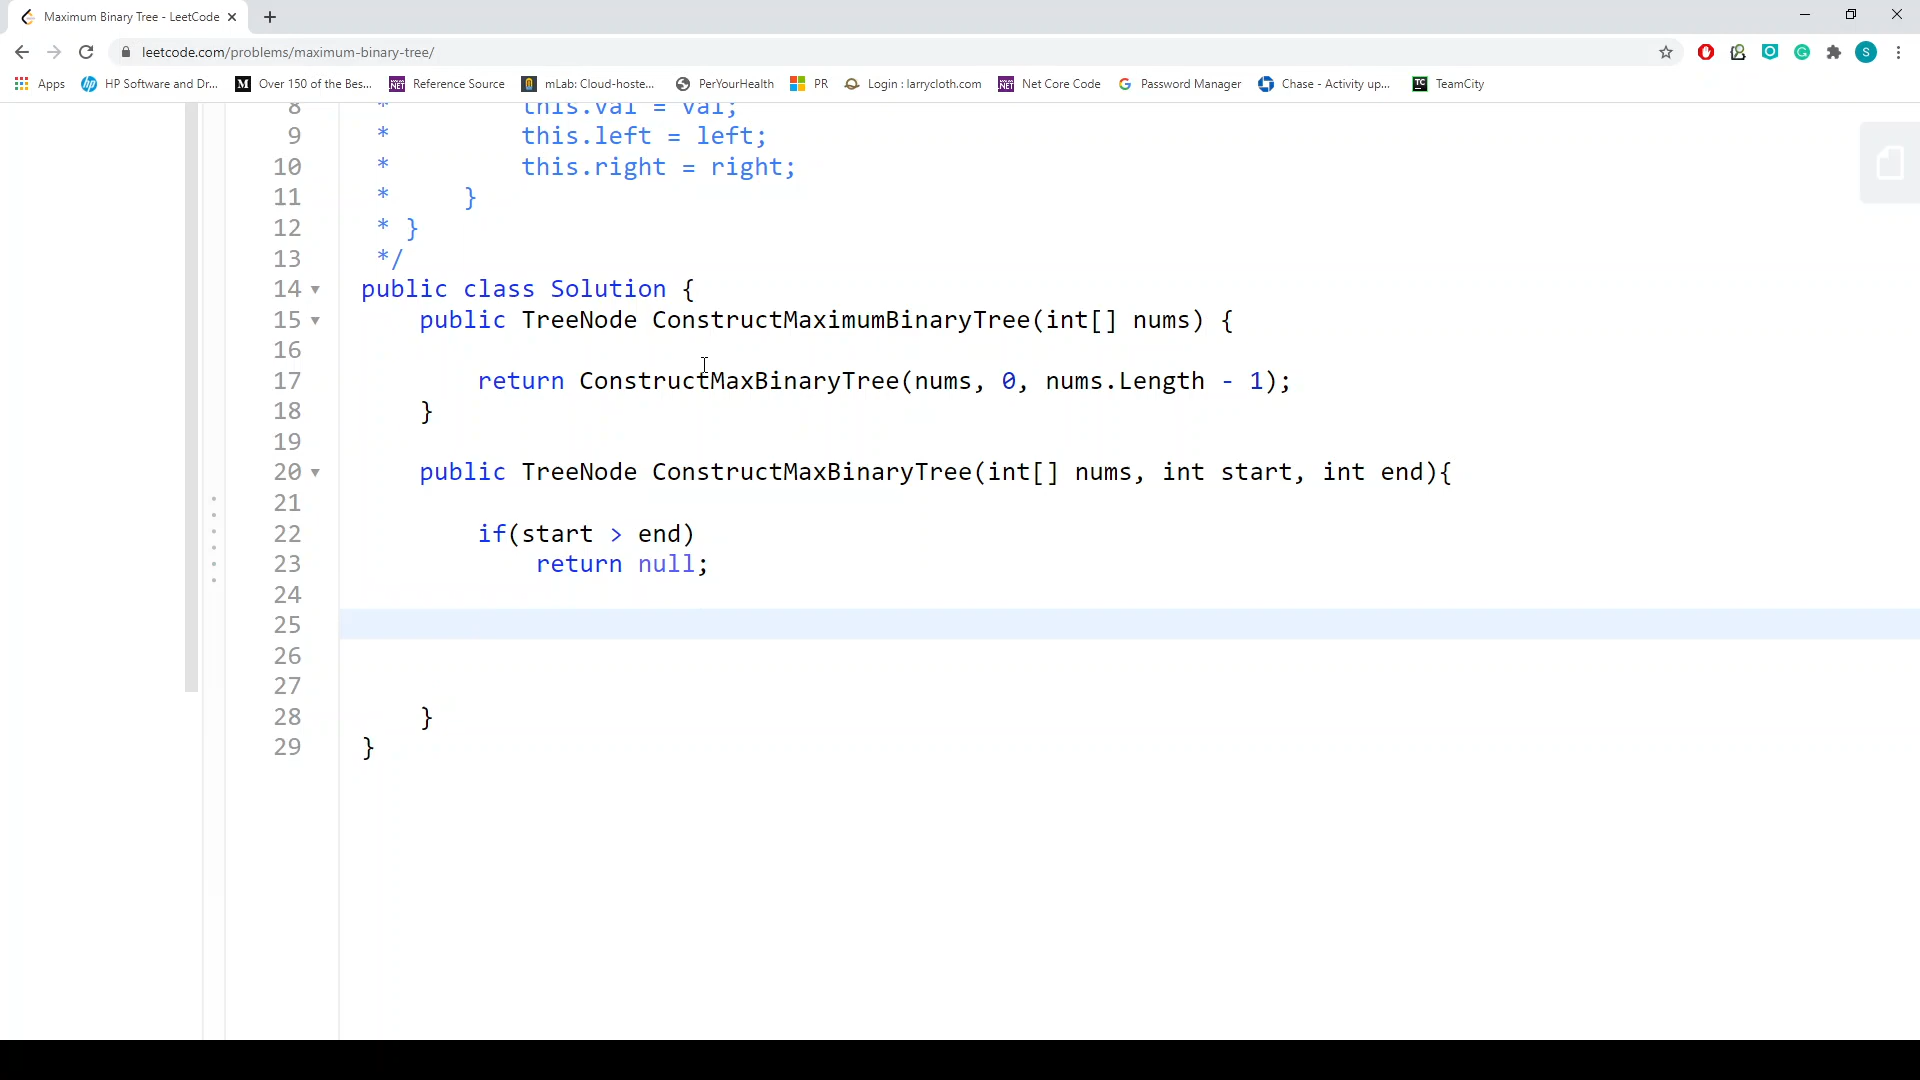 Maximum Binary Tree - LeetCode
leetcode.com/problems/maximum-binary-tree/
S
Apps HP Software and Dr... M Over 150 of the Bes... .NET Reference Source mLab: Cloud-hoste... PerYourHealth PR Login : larrycloth.com .NET Net Core Code G Password Manager Chase - Activity up... TC TeamCity
8 * this.val = val;
9 * this.left = left;
10 * this.right = right;
11 * }
12 * }
13 */
14 public class Solution {
15 public TreeNode ConstructMaximumBinaryTree(int[] nums) {
16
17 return ConstructMaxBinaryTree(nums, 0, nums.Length - 1);
18 }
19
20 public TreeNode ConstructMaxBinaryTree(int[] nums, int start, int end){
21
22 if(start > end)
23 return null;
24
25
26
27
28 }
29 }